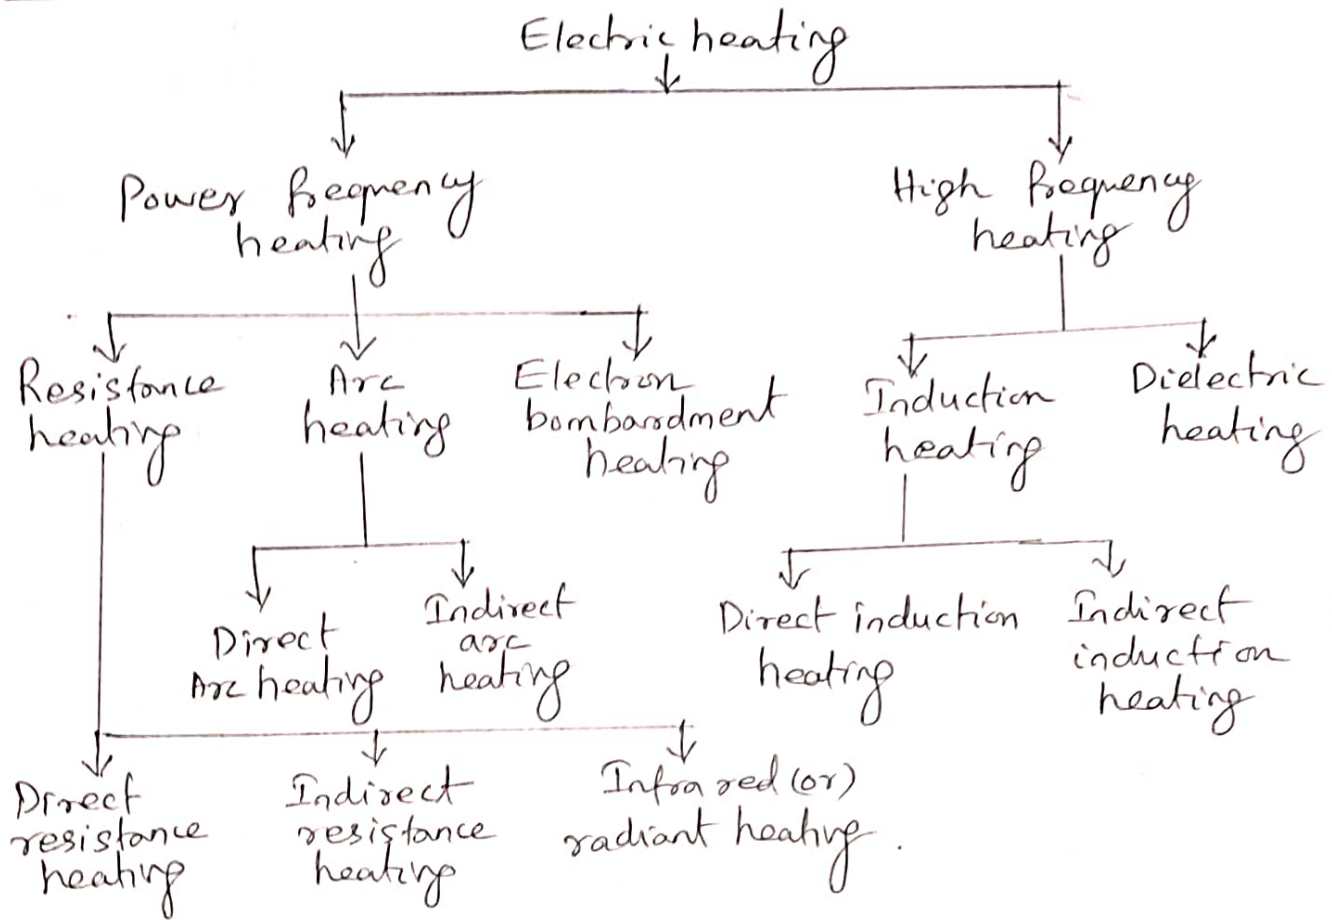 Electric heating
Power frequency
heating
High frequency
heating
Resistance
heating
Arc
heating
Electron
bombardment
heating
Induction
heating
Dielectric
heating
Direct
Arc heating
Indirect
arc
heating
Direct induction
heating
Indirect
induction
heating
Direct
resistance
heating
Indirect
resistance
heating
Infra red (or)
radiant heating.